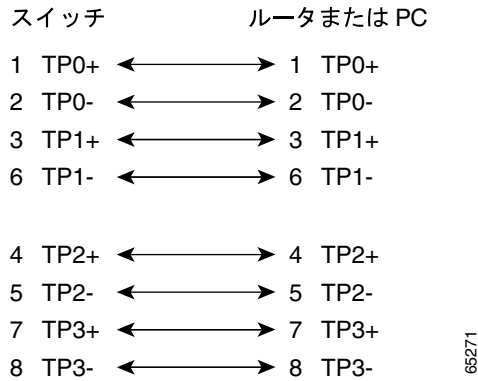 スイッチ ルータまたは PC
1 TP0+ 1 TP0+
2 TP0- 2 TP0-
3 TP1+ 3 TP1+
6 TP1- 6 TP1-
4 TP2+ 4 TP2+
5 TP2- 5 TP2-
7 TP3+ 7 TP3+
8 TP3- 8 TP3-
65271